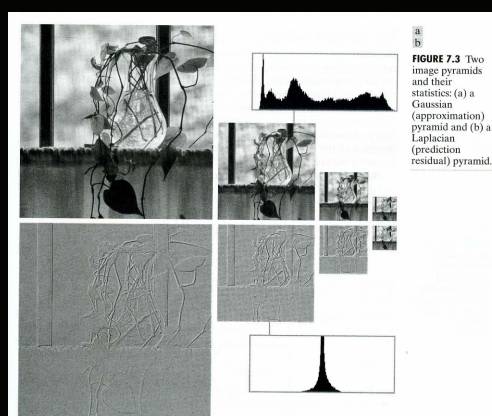 a
b
FIGURE 7.3 Two
image pyramids
and their
statistics: (a) a
Gaussian
(approximation)
pyramid and (b) a
Laplacian
(prediction
residual) pyramid.